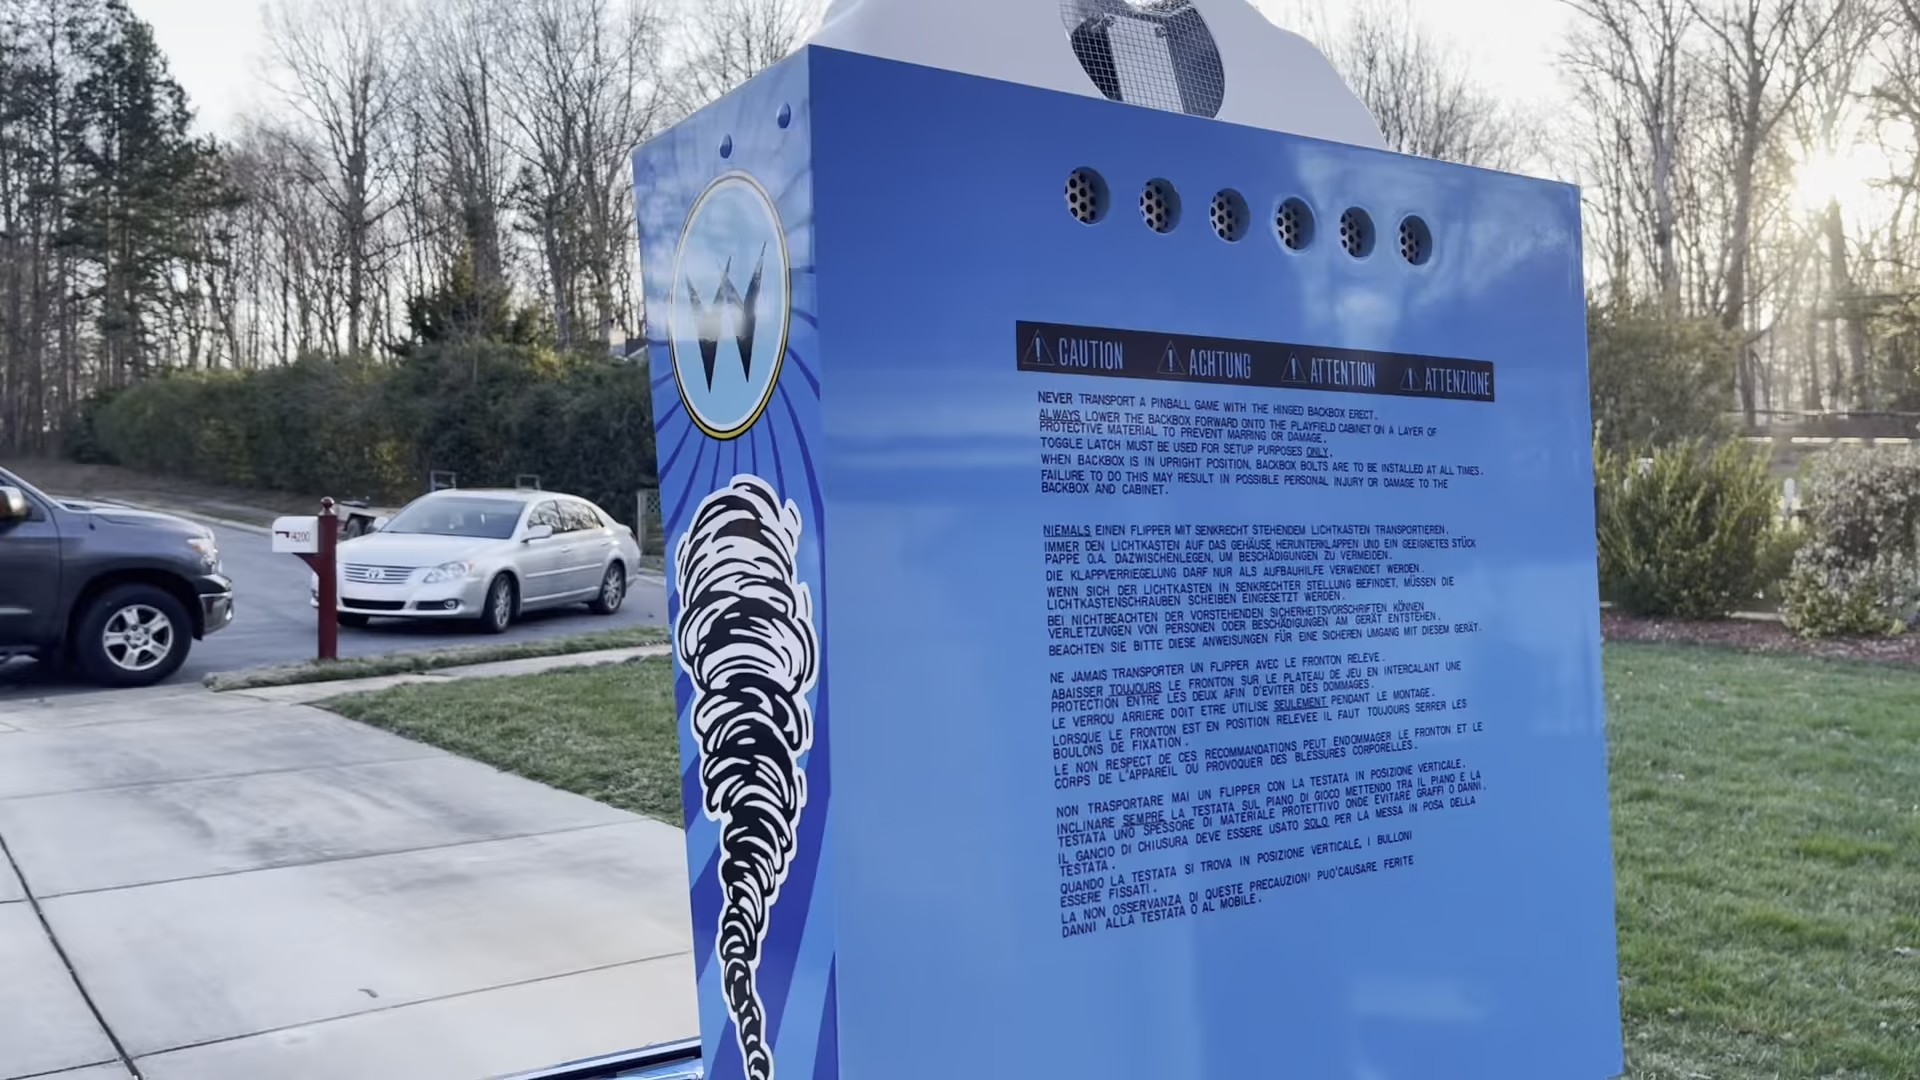 W
4200
CAUTION ACHTUNG ATTENTION ATTENZIONE
NEVER TRANSPORT A PINBALL GAME WITH THE HINGED BACKBOX ERECT.
ALWAYS LOWER THE BACKBOX FORWARD ONTO THE PLAYFIELD CABINET ON A LAYER OF
PROTECTIVE MATERIAL TO PREVENT MARRING OR DAMAGE.
TOGGLE LATCH MUST BE USED FOR SETUP PURPOSES ONLY.
WHEN BACKBOX IS IN UPRIGHT POSITION, BACKBOX BOLTS ARE TO BE INSTALLED AT ALL TIMES.
FAILURE TO DO THIS MAY RESULT IN POSSIBLE PERSONAL INJURY OR DAMAGE TO THE
BACKBOX AND CABINET.
NIEMALS EINEN FLIPPER MIT SENKRECHT STEHENDEM LICHTKASTEN TRANSPORTIEREN.
IMMER DEN LICHTKASTEN AUF DAS GEHÄUSE HERUNTERKLAPPEN UND EIN GEEIGNETES STÜCK
PAPPE O.A. DAZWISCHENLEGEN, UM BESCHÄDIGUNGEN ZU VERMEIDEN.
DIE KLAPPVERRIEGELUNG DARF NUR ALS AUFBAUHILFE VERWENDET WERDEN.
WENN SICH DER LICHTKASTEN IN SENKRECHTER STELLUNG BEFINDET, MÜSSEN DIE
LICHTKASTENSCHRAUBEN SCHEIBEN EINGESETZT WERDEN.
BEI NICHTBEACHTEN DER VORSTEHENDEN SICHERHEITSVORSCHRIFTEN KÖNNEN
VERLETZUNGEN VON PERSONEN ODER BESCHÄDIGUNGEN AM GERÄT ENTSTEHEN.
BEACHTEN SIE BITTE DIESE ANWEISUNGEN FÜR EINE SICHEREN UMGANG MIT DIESEM GERÄT.
NE JAMAIS TRANSPORTER UN FLIPPER AVEC LE FRONTON RELEVE.
ABAISSER TOUJOURS LE FRONTON SUR LE PLATEAU DE JEU EN INTERCALANT UNE
PROTECTION ENTRE LES DEUX AFIN D'EVITER DES DOMMAGES.
LE VERROU ARRIERE DOIT ETRE UTILISE SEULEMENT PENDANT LE MONTAGE.
LORSQUE LE FRONTON EST EN POSITION RELEVEE IL FAUT TOUJOURS SERRER LES
BOULONS DE FIXATION.
LE NON RESPECT DE CES RECOMMANDATIONS PEUT ENDOMMAGER LE FRONTON ET LE
CORPS DE L'APPAREIL OU PROVOQUER DES BLESSURES CORPORELLES.
NON TRASPORTARE MAI UN FLIPPER CON LA TESTATA IN POSIZIONE VERTICALE.
INCLINARE SEMPRE LA TESTATA SUL PIANO DI GIOCO METTENDO TRA IL PIANO E LA
TESTATA UNO SPESSORE DI MATERIALE PROTETTIVO ONDE EVITARE GRAFFI O DANNI.
IL GANCIO DI CHIUSURA DEVE ESSERE USATO SOLO PER LA MESSA IN POSA DELLA
TESTATA.
QUANDO LA TESTATA SI TROVA IN POSIZIONE VERTICALE, I BULLONI
ESSERE FISSATI.
LA NON OSSERVANZA DI QUESTE PRECAUZIONI PUO'CAUSARE FERITE
DANNI ALLA TESTATA O AL MOBILE.